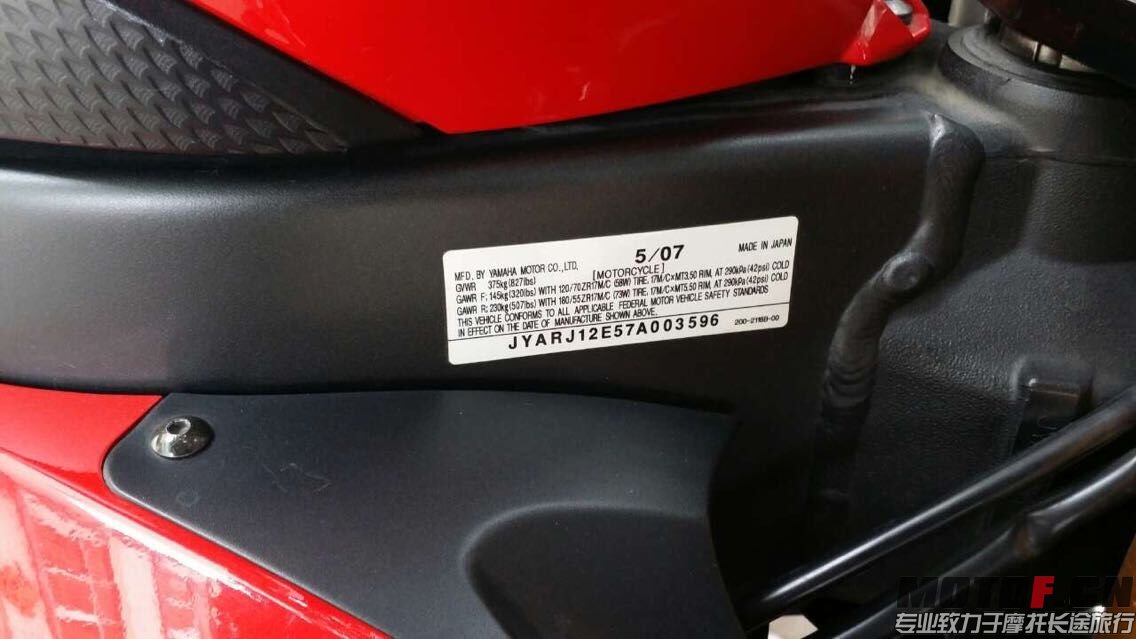 5/07
MADE IN JAPAN
MFD. BY YAMAHA MOTOR CO.,LTD.
GVWR 375kg(827lbs) [MOTORCYCLE]
GAWR F; 145kg(320lbs) WITH 120/70ZR17M/C (58W) TIRE, 17M/C×MT3.50 RIM, AT 290kPa(42psi) COLD
GAWR R; 230kg(507lbs) WITH 180/55ZR17M/C (73W) TIRE, 17M/C×MT5.50 RIM, AT 290kPa(42psi) COLD
THIS VEHICLE CONFORMS TO ALL APPLICABLE FEDERAL MOTOR VEHICLE SAFETY STANDARDS
IN EFFECT ON THE DATE OF MANUFACTURE SHOWN ABOVE.
JYARJ12E57A003596
2C0-2116B-00
MOTOF.CN
专业致力于摩托长途旅行